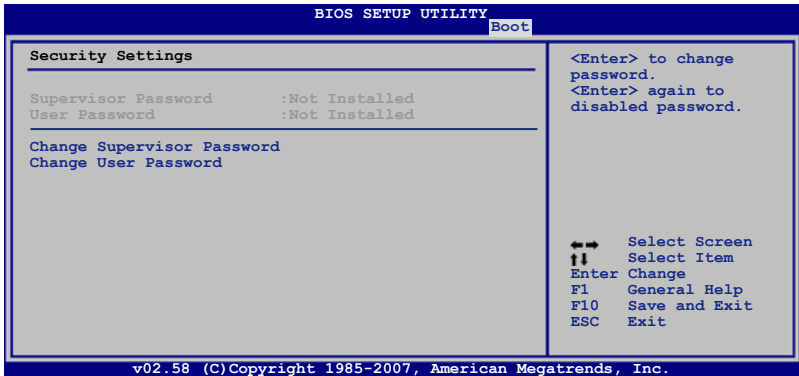 BIOS SETUP UTILITY
Boot
Security Settings
Supervisor Password :Not Installed
User Password :Not Installed
Change Supervisor Password
Change User Password
<Enter> to change
password.
<Enter> again to
disabled password.
←→ Select Screen
↑↓ Select Item
Enter Change
F1 General Help
F10 Save and Exit
ESC Exit
v02.58 (C)Copyright 1985-2007, American Megatrends, Inc.